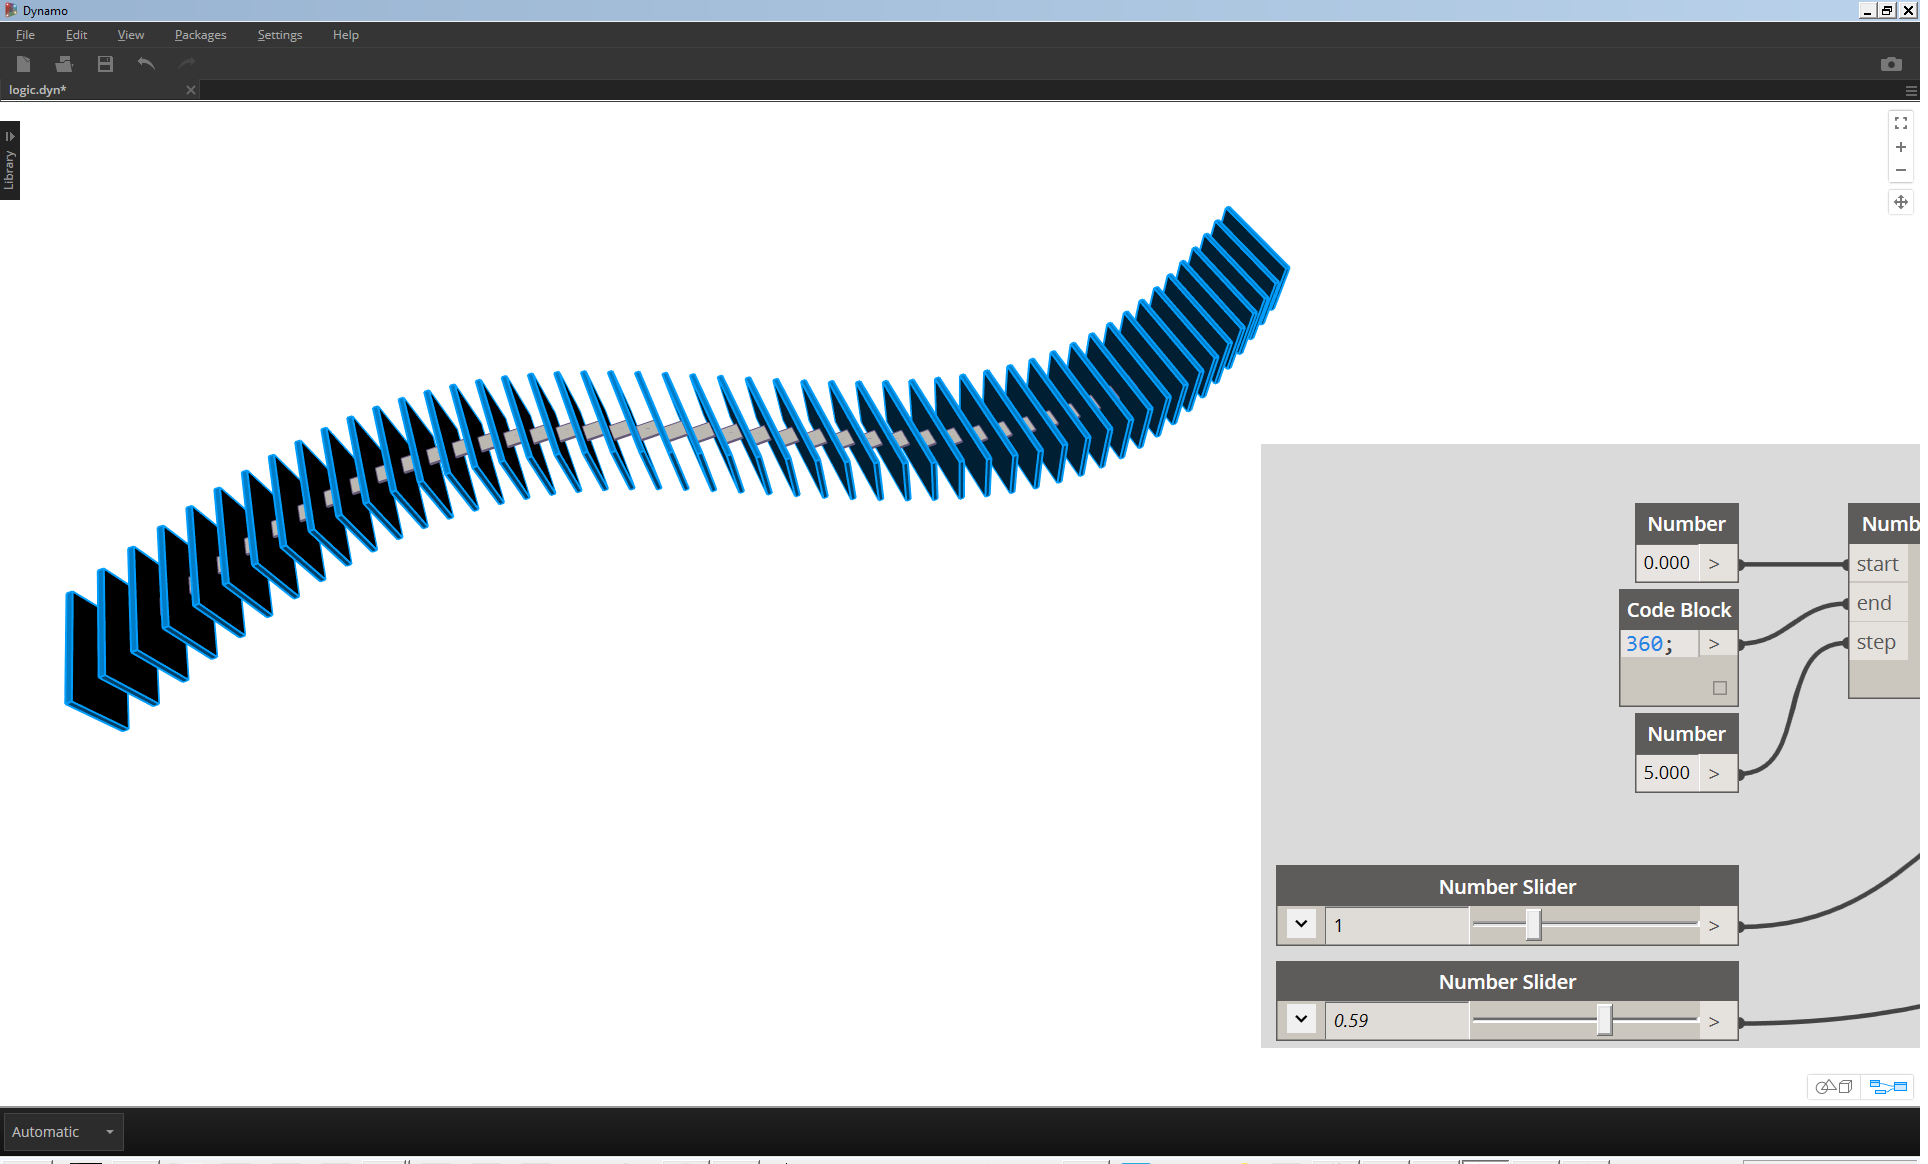 Dynamo
File Edit View Packages Settings Help
logic.dyn*
Library
Number
0.000 >
Numb
start
end
step
Code Block
360; >
Number
5.000 >
Number Slider
1 >
Number Slider
0.59 >
Automatic